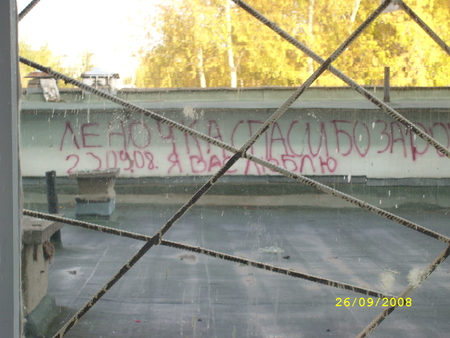 ЛЕНОЧКА СПАСИБО ЗА
23.09.08. Я ВАС ЛЮБЛЮ
26/09/2008